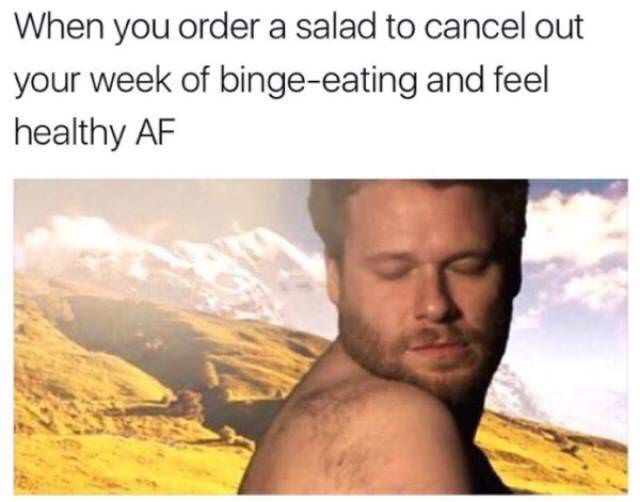 When you order a salad to cancel out
your week of binge-eating and feel
healthy AF